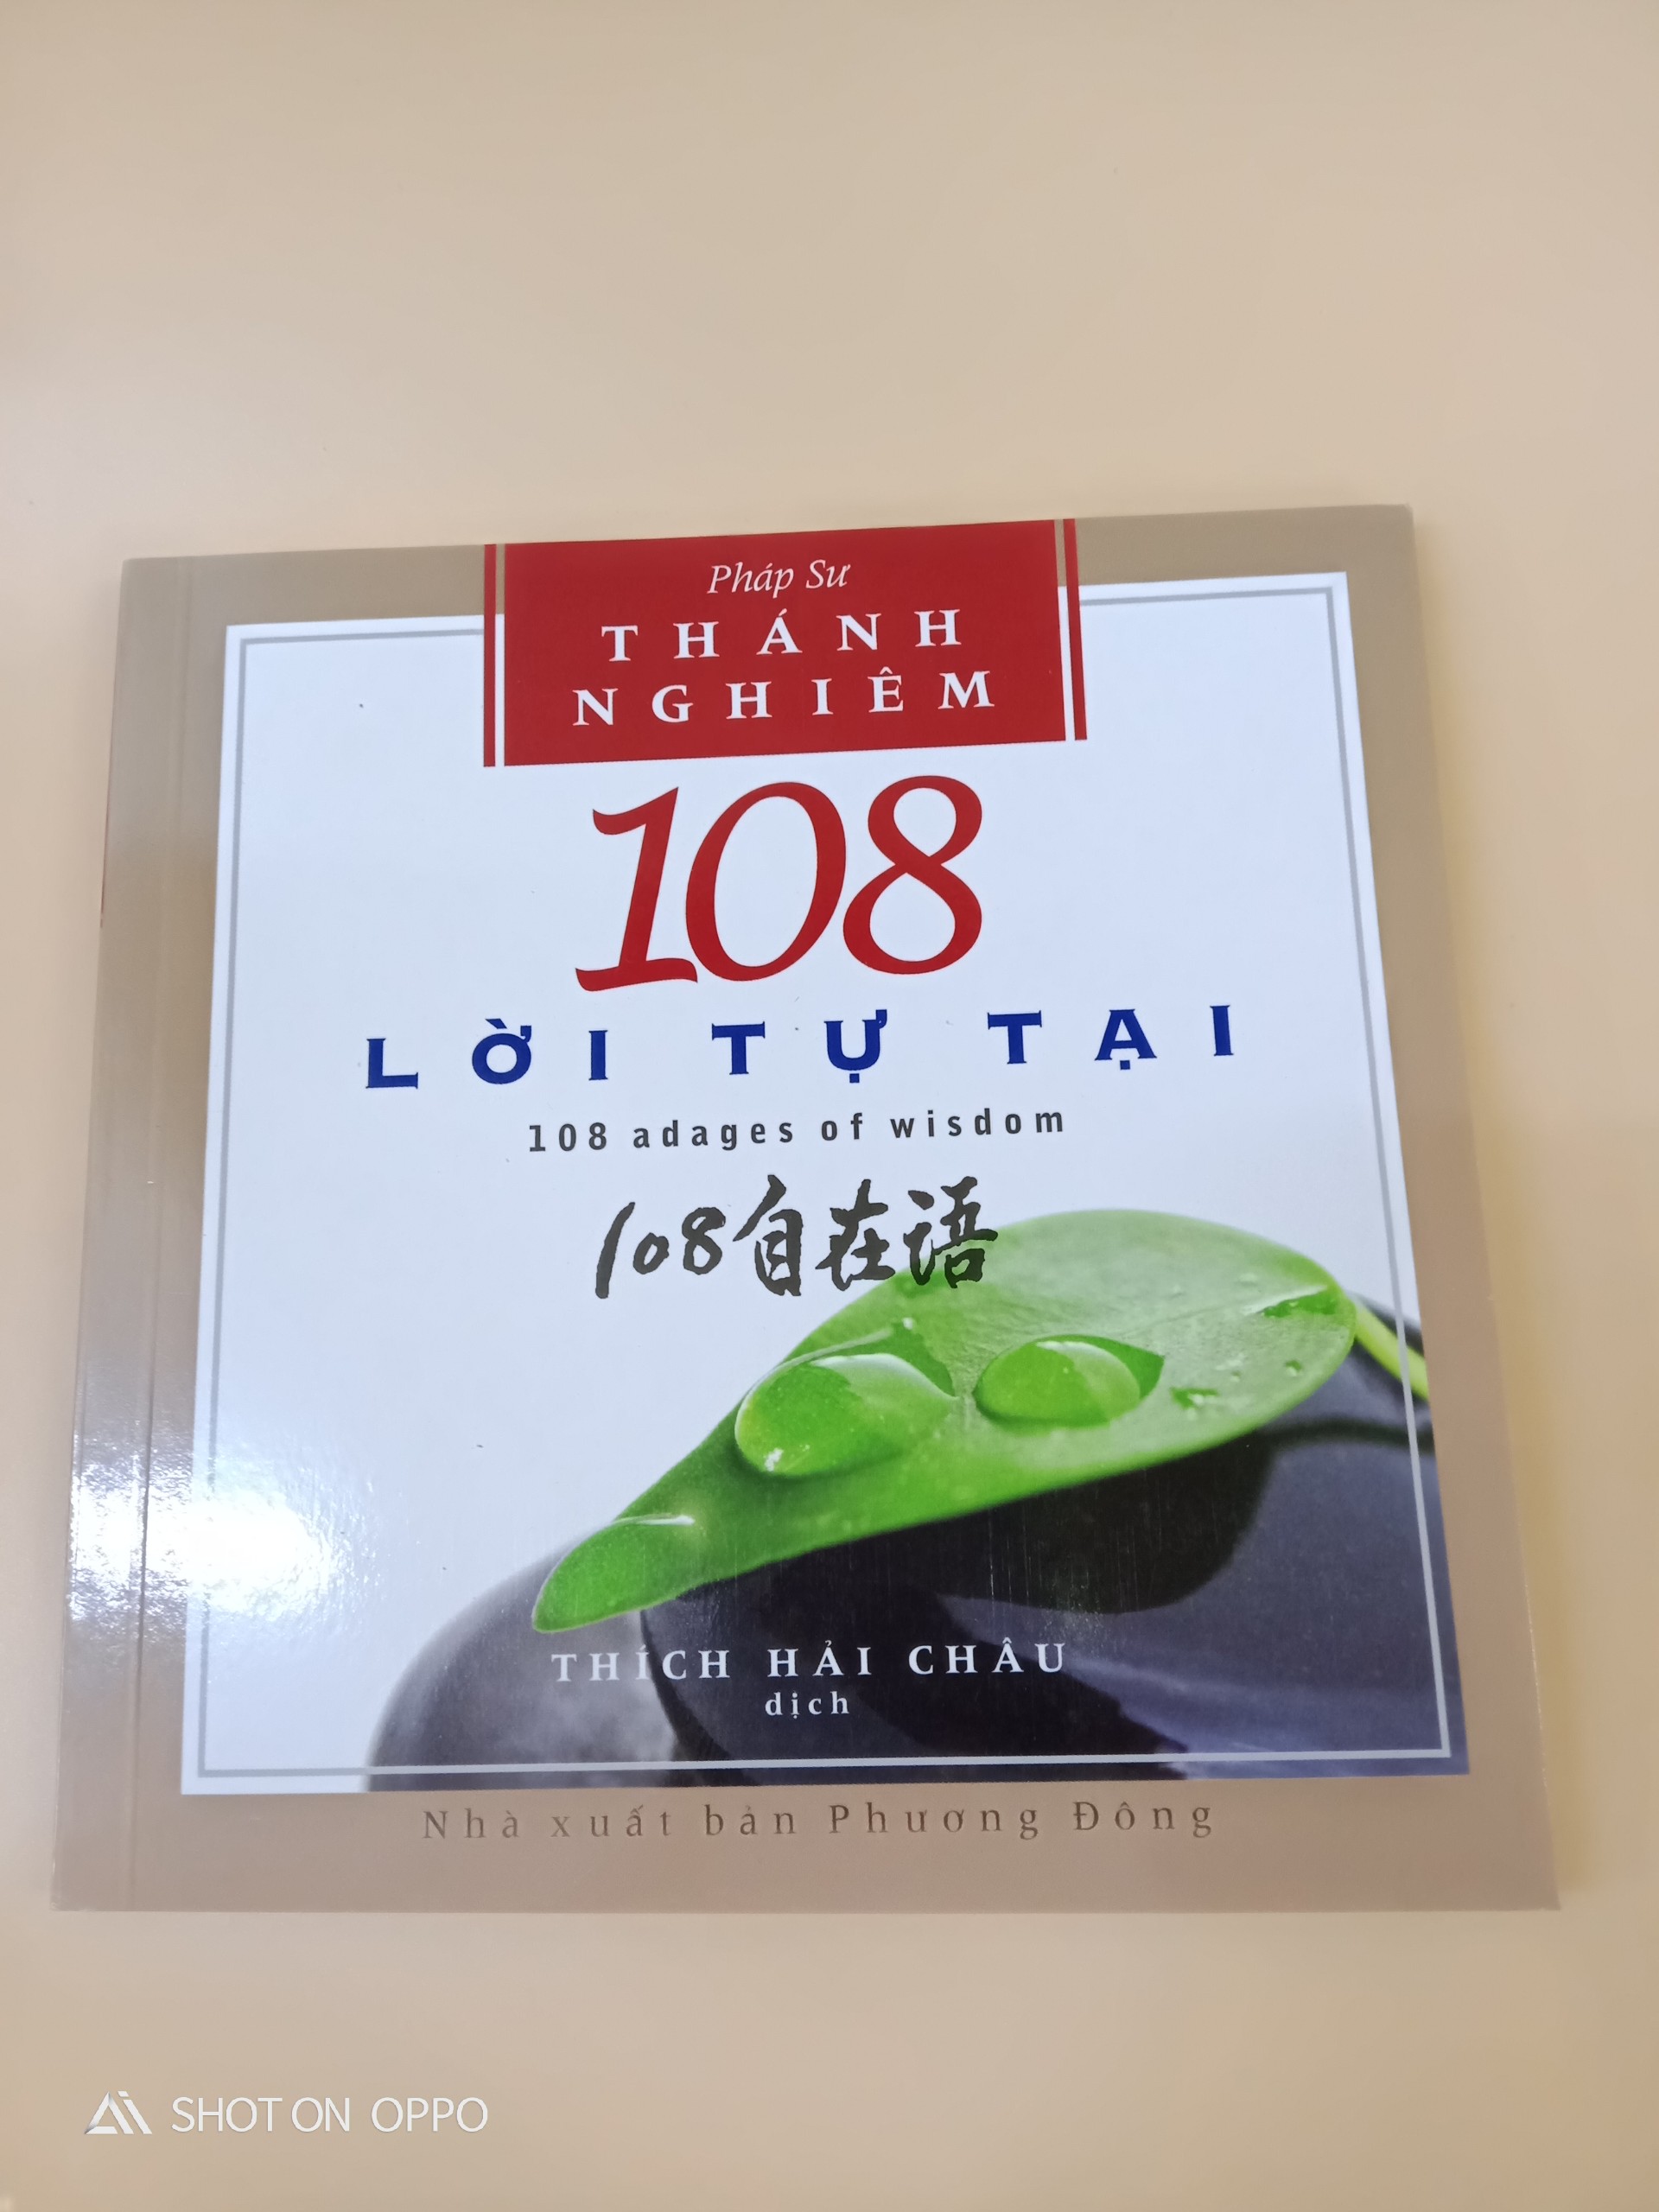 Pháp Sư
THÁNH
NGHIÊM
108
LỜI TỰ TẠI
108 adages of wisdom
108自在语
THÍCH HẢI CHÂU
dịch
Nhà xuất bản Phương Đông
SHOT ON OPPO